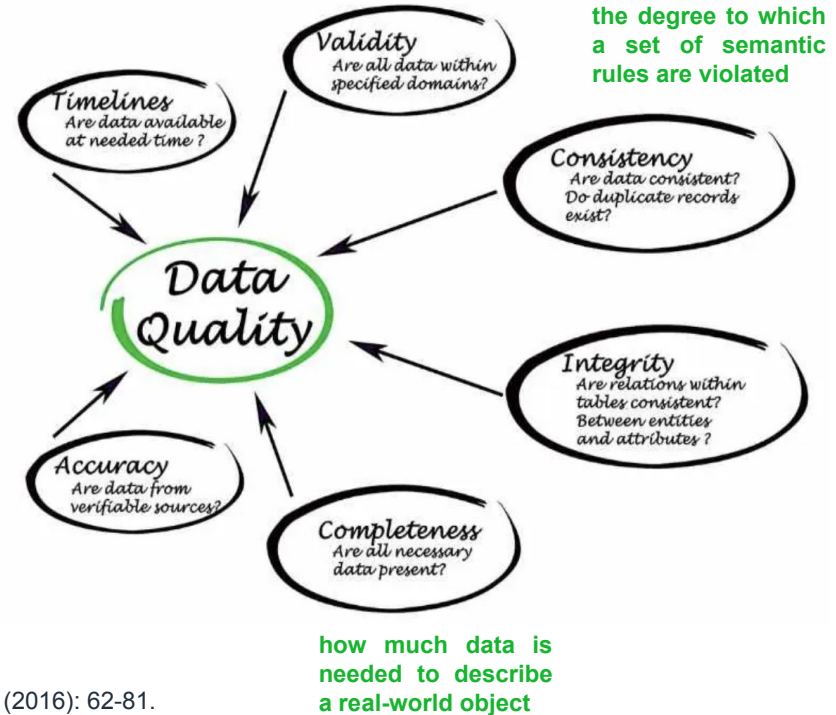 the degree to which
a set of semantic
rules are violated
Validity
Are all data within
specified domains?
Timelines
Are data available
at needed time ?
Consistency
Are data consistent?
Do duplicate records
exist?
Data
Quality
Integrity
Are relations within
tables consistent?
Between entities
and attributes ?
Accuracy
Are data from
verifiable sources?
Completeness
Are all necessary
data present?
how much data is
needed to describe
a real-world object
(2016): 62-81.